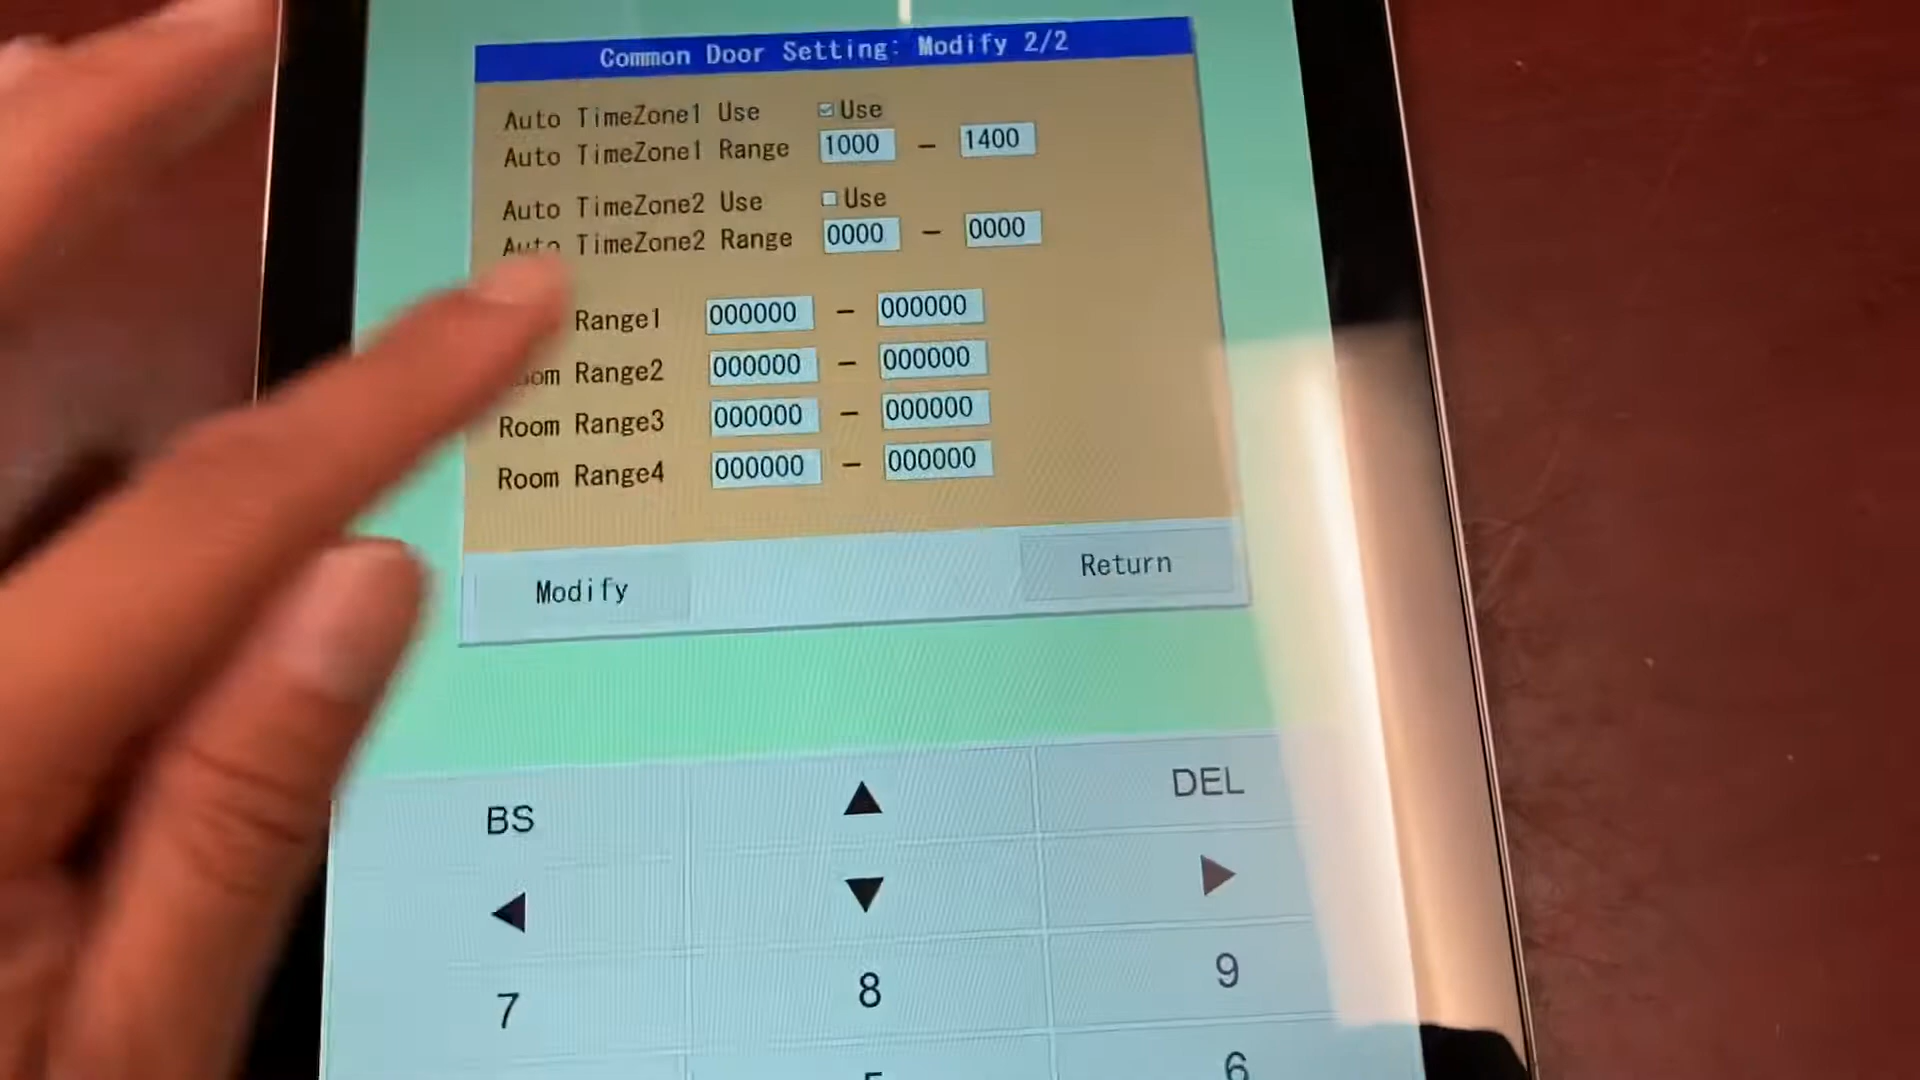 Common Door Setting: Modify 2/2
Auto TimeZone1 Use Use
Auto TimeZone1 Range 1000 – 1400
Auto TimeZone2 Use Use
Auto TimeZone2 Range 0000 – 0000
Range1 000000 – 000000
Room Range2 000000 – 000000
Room Range3 000000 – 000000
Room Range4 000000 – 000000
Modify Return
BS ▲ DEL
◀ ▼ ▶
7 8 9
6